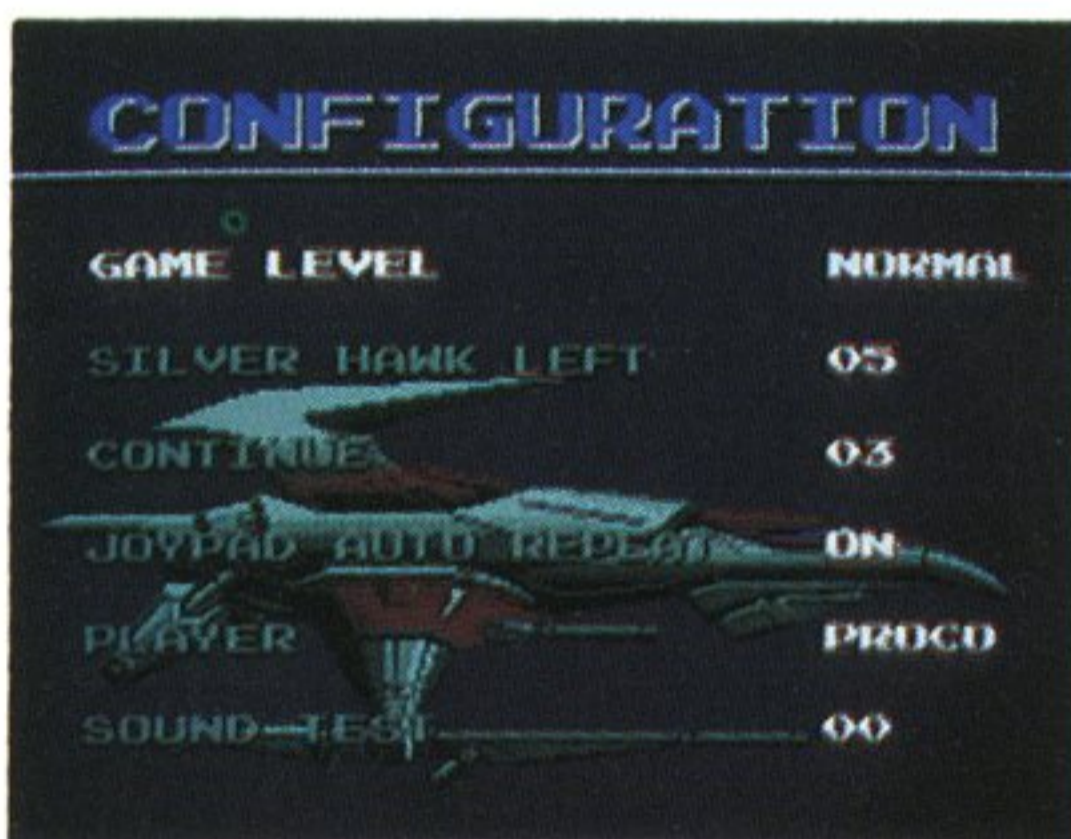 CONFIGURATION
GAME LEVEL NORMAL
SILVER HAWK LEFT 05
CONTINUE 03
JOYPAD AUTO REPEAT ON
PLAYER PROCO
SOUND TEST 00